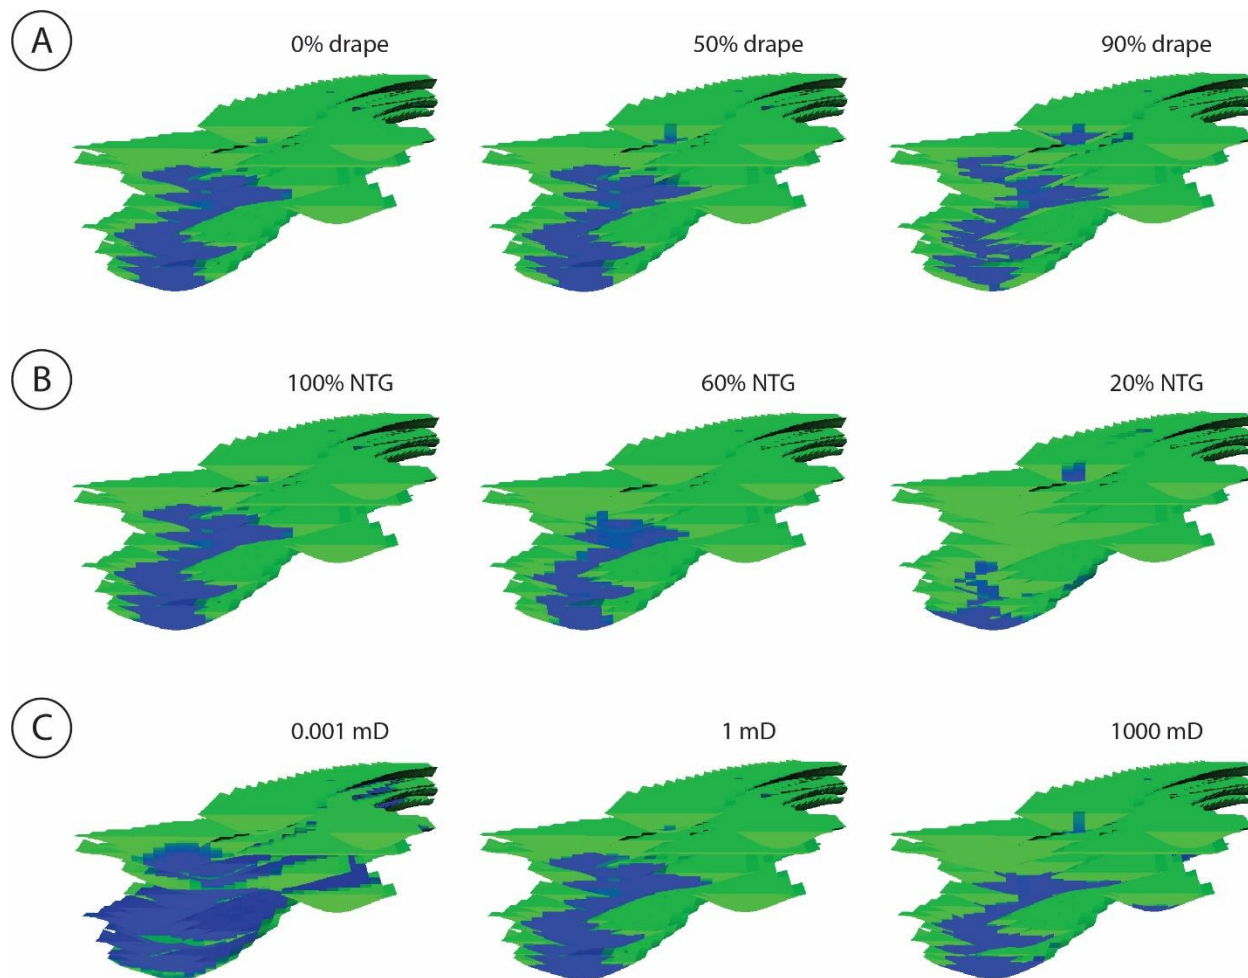 A
0% drape
50% drape
90% drape
B
100% NTG
60% NTG
20% NTG
C
0.001 mD
1 mD
1000 mD